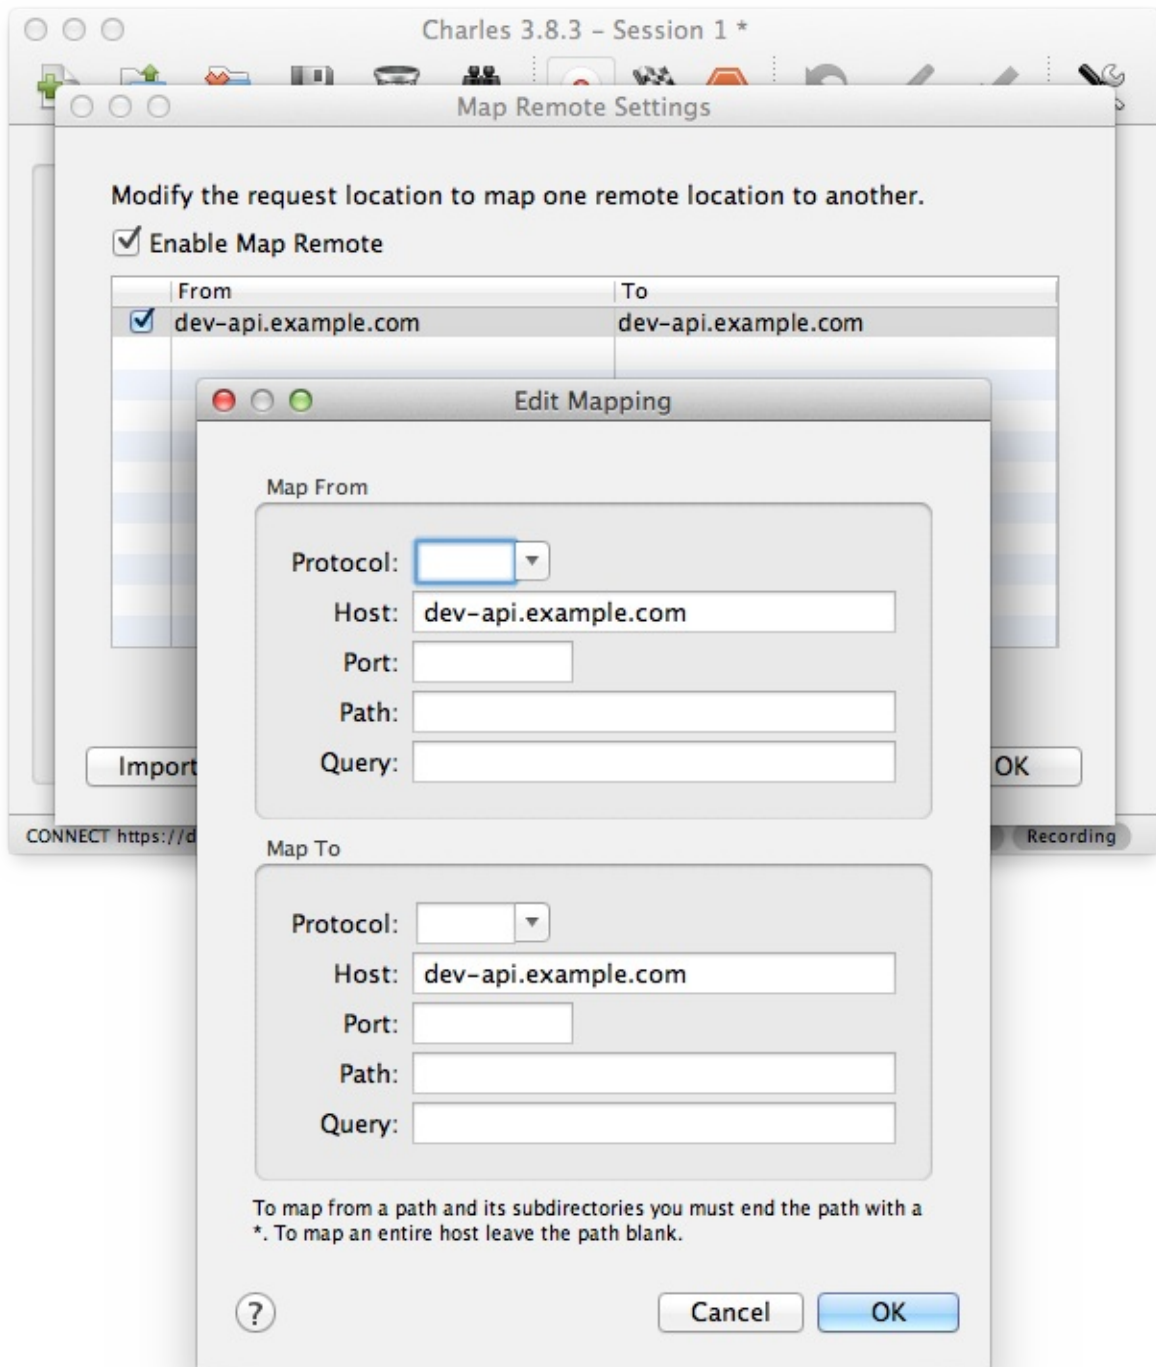 Charles 3.8.3 – Session 1 *
Map Remote Settings
Modify the request location to map one remote location to another.
Enable Map Remote
From To
dev-api.example.com dev-api.example.com
Edit Mapping
Map From
Protocol:
Host: dev-api.example.com
Port:
Path:
Query:
Import OK
CONNECT https://d Recording
Map To
Protocol:
Host: dev-api.example.com
Port:
Path:
Query:
To map from a path and its subdirectories you must end the path with a
*. To map an entire host leave the path blank.
? Cancel OK